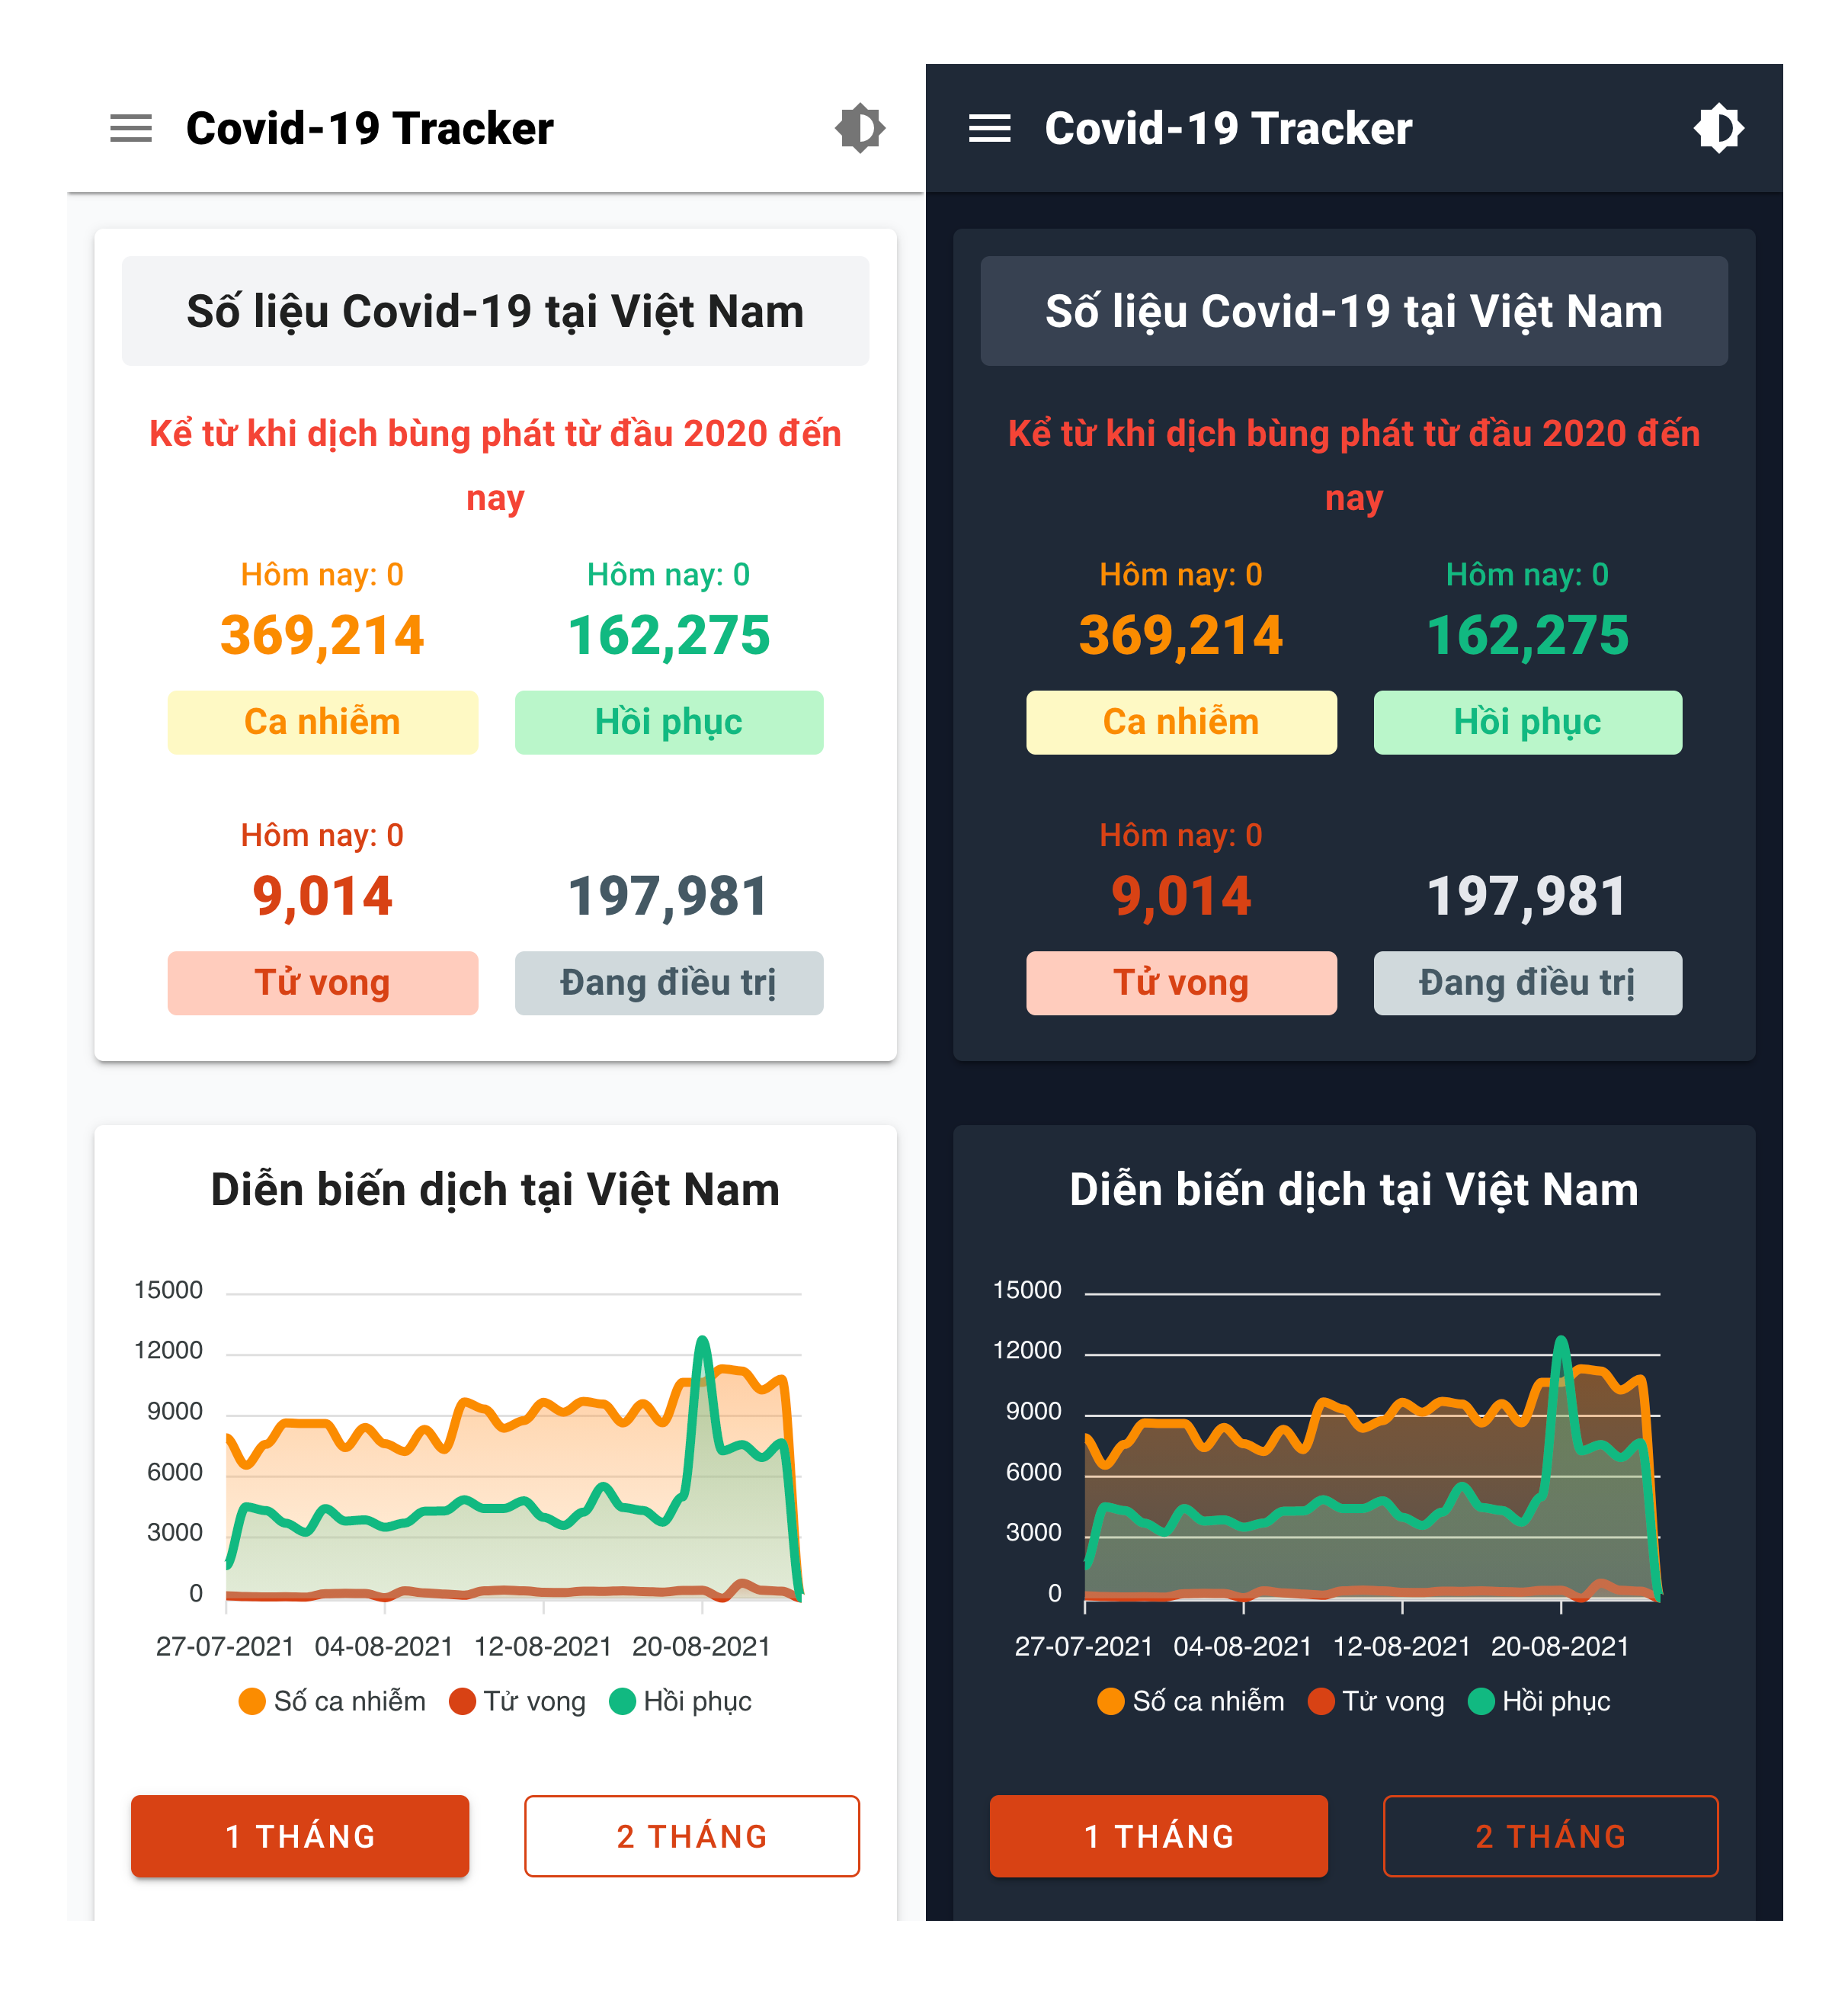 Covid-19 Tracker
Số liệu Covid-19 tại Việt Nam
Kể từ khi dịch bùng phát từ đầu 2020 đến
nay
Hôm nay: 0
369,214
Ca nhiễm
Hôm nay: 0
162,275
Hồi phục
Hôm nay: 0
9,014
Tử vong
197,981
Đang điều trị
Diễn biến dịch tại Việt Nam
15000
12000
9000
6000
3000
0
27-07-2021 04-08-2021 12-08-2021 20-08-2021
Số ca nhiễm Tử vong Hồi phục
1 THÁNG
2 THÁNG
Covid-19 Tracker
Số liệu Covid-19 tại Việt Nam
Kể từ khi dịch bùng phát từ đầu 2020 đến
nay
Hôm nay: 0
369,214
Ca nhiễm
Hôm nay: 0
162,275
Hồi phục
Hôm nay: 0
9,014
Tử vong
197,981
Đang điều trị
Diễn biến dịch tại Việt Nam
15000
12000
9000
6000
3000
0
27-07-2021 04-08-2021 12-08-2021 20-08-2021
Số ca nhiễm Tử vong Hồi phục
1 THÁNG
2 THÁNG